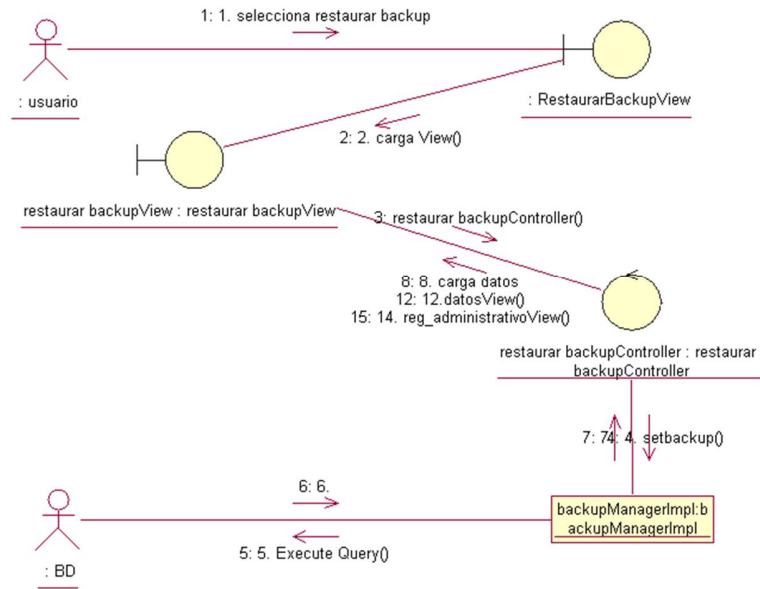 1: 1. selecciona restaurar backup
: usuario
: RestaurarBackupView
2: 2. carga View()
restaurar backupView : restaurar backupView
3: restaurar backupController()
8: 8. carga datos
12: 12.datosView()
15: 14. reg_administrativoView()
restaurar backupController : restaurar
backupController
7: 74: 4. setbackup()
6: 6.
backupManagerImpl:b
ackupManagerImpl
5: 5. Execute Query()
: BD